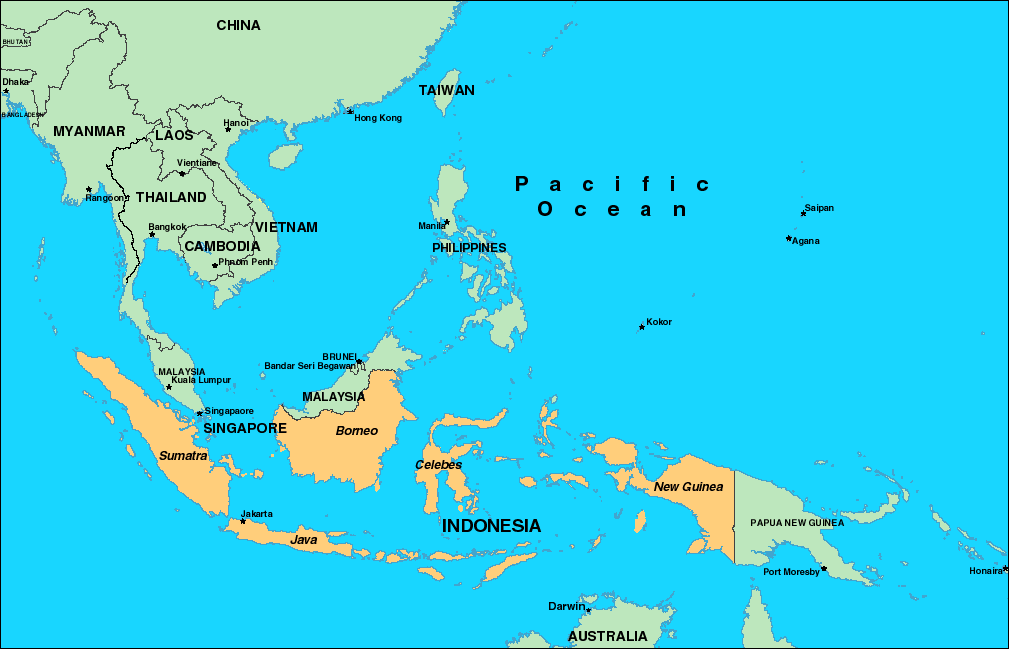 CHINA
BHUTAN
Dhaka
BANGLADESH
TAIWAN
Hong Kong
MYANMAR
LAOS
Hanoi
Vientiane
Rangoon
THAILAND
Bangkok
VIETNAM
CAMBODIA
Phnom Penh
Pacific
Ocean
Saipan
Agana
Manila
PHILIPPINES
Kokor
BRUNEI
Bandar Seri Begawan
MALAYSIA
Kuala Lumpur
MALAYSIA
Singapaore
SINGAPORE
Borneo
Sumatra
Celebes
New Guinea
Jakarta
INDONESIA
PAPUA NEW GUINEA
Java
Port Moresby
Honaira
Darwin
AUSTRALIA